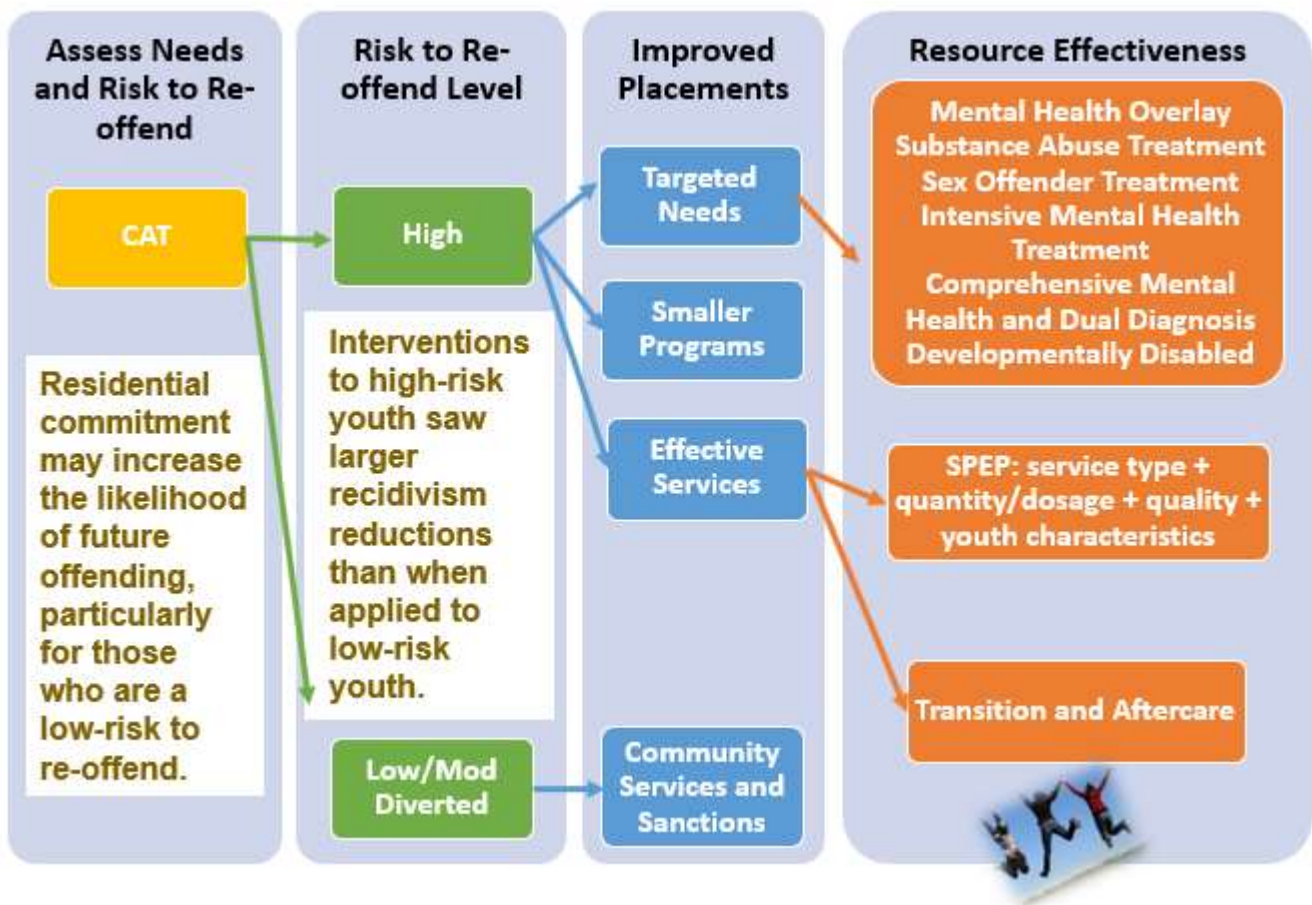 Assess Needs
and Risk to Re-
offend
CAT
Residential
commitment
may increase
the likelihood
of future
offending,
particularly
for those
who are a
low-risk to
re-offend.
Risk to Re-
offend Level
High
Interventions
to high-risk
youth saw
larger
recidivism
reductions
than when
applied to
low-risk
youth.
Low/Mod
Diverted
Improved
Placements
Targeted
Needs
Smaller
Programs
Effective
Services
Community
Services and
Sanctions
Resource Effectiveness
Mental Health Overlay
Substance Abuse Treatment
Sex Offender Treatment
Intensive Mental Health
Treatment
Comprehensive Mental
Health and Dual Diagnosis
Developmentally Disabled
SPEP: service type +
quantity/dosage + quality +
youth characteristics
Transition and Aftercare